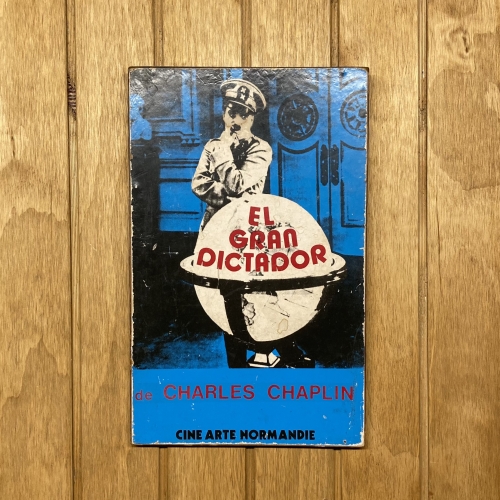 EL
GRAN
DICTADOR
de CHARLES CHAPLIN
CINE ARTE NORMANDIE